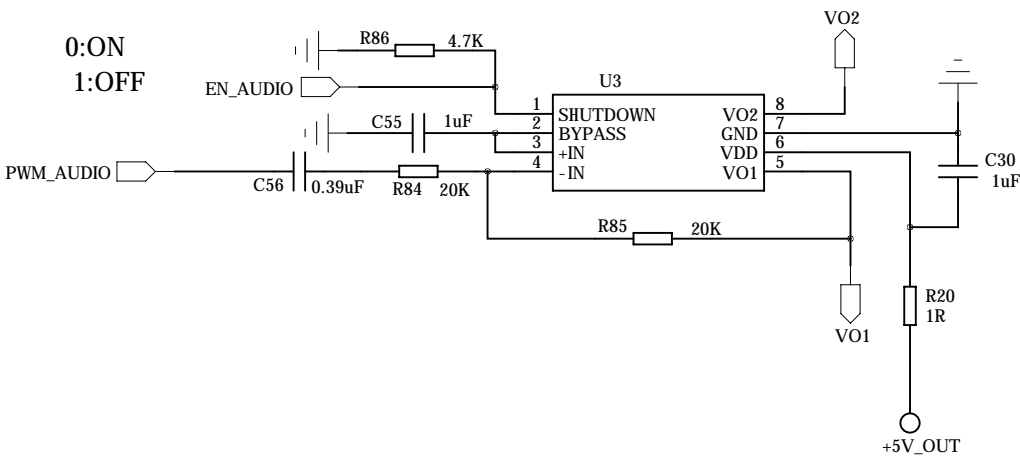 0:ON
1:OFF
R86
4.7K
VO2
EN_AUDIO
U3
1
SHUTDOWN
VO2
8
C55
1uF
2
BYPASS
GND
7
3
+IN
VDD
6
PWM_AUDIO
C56
0.39uF
R84
20K
4
-IN
VO1
5
C30
1uF
R85
20K
R20
1R
VO1
+5V_OUT